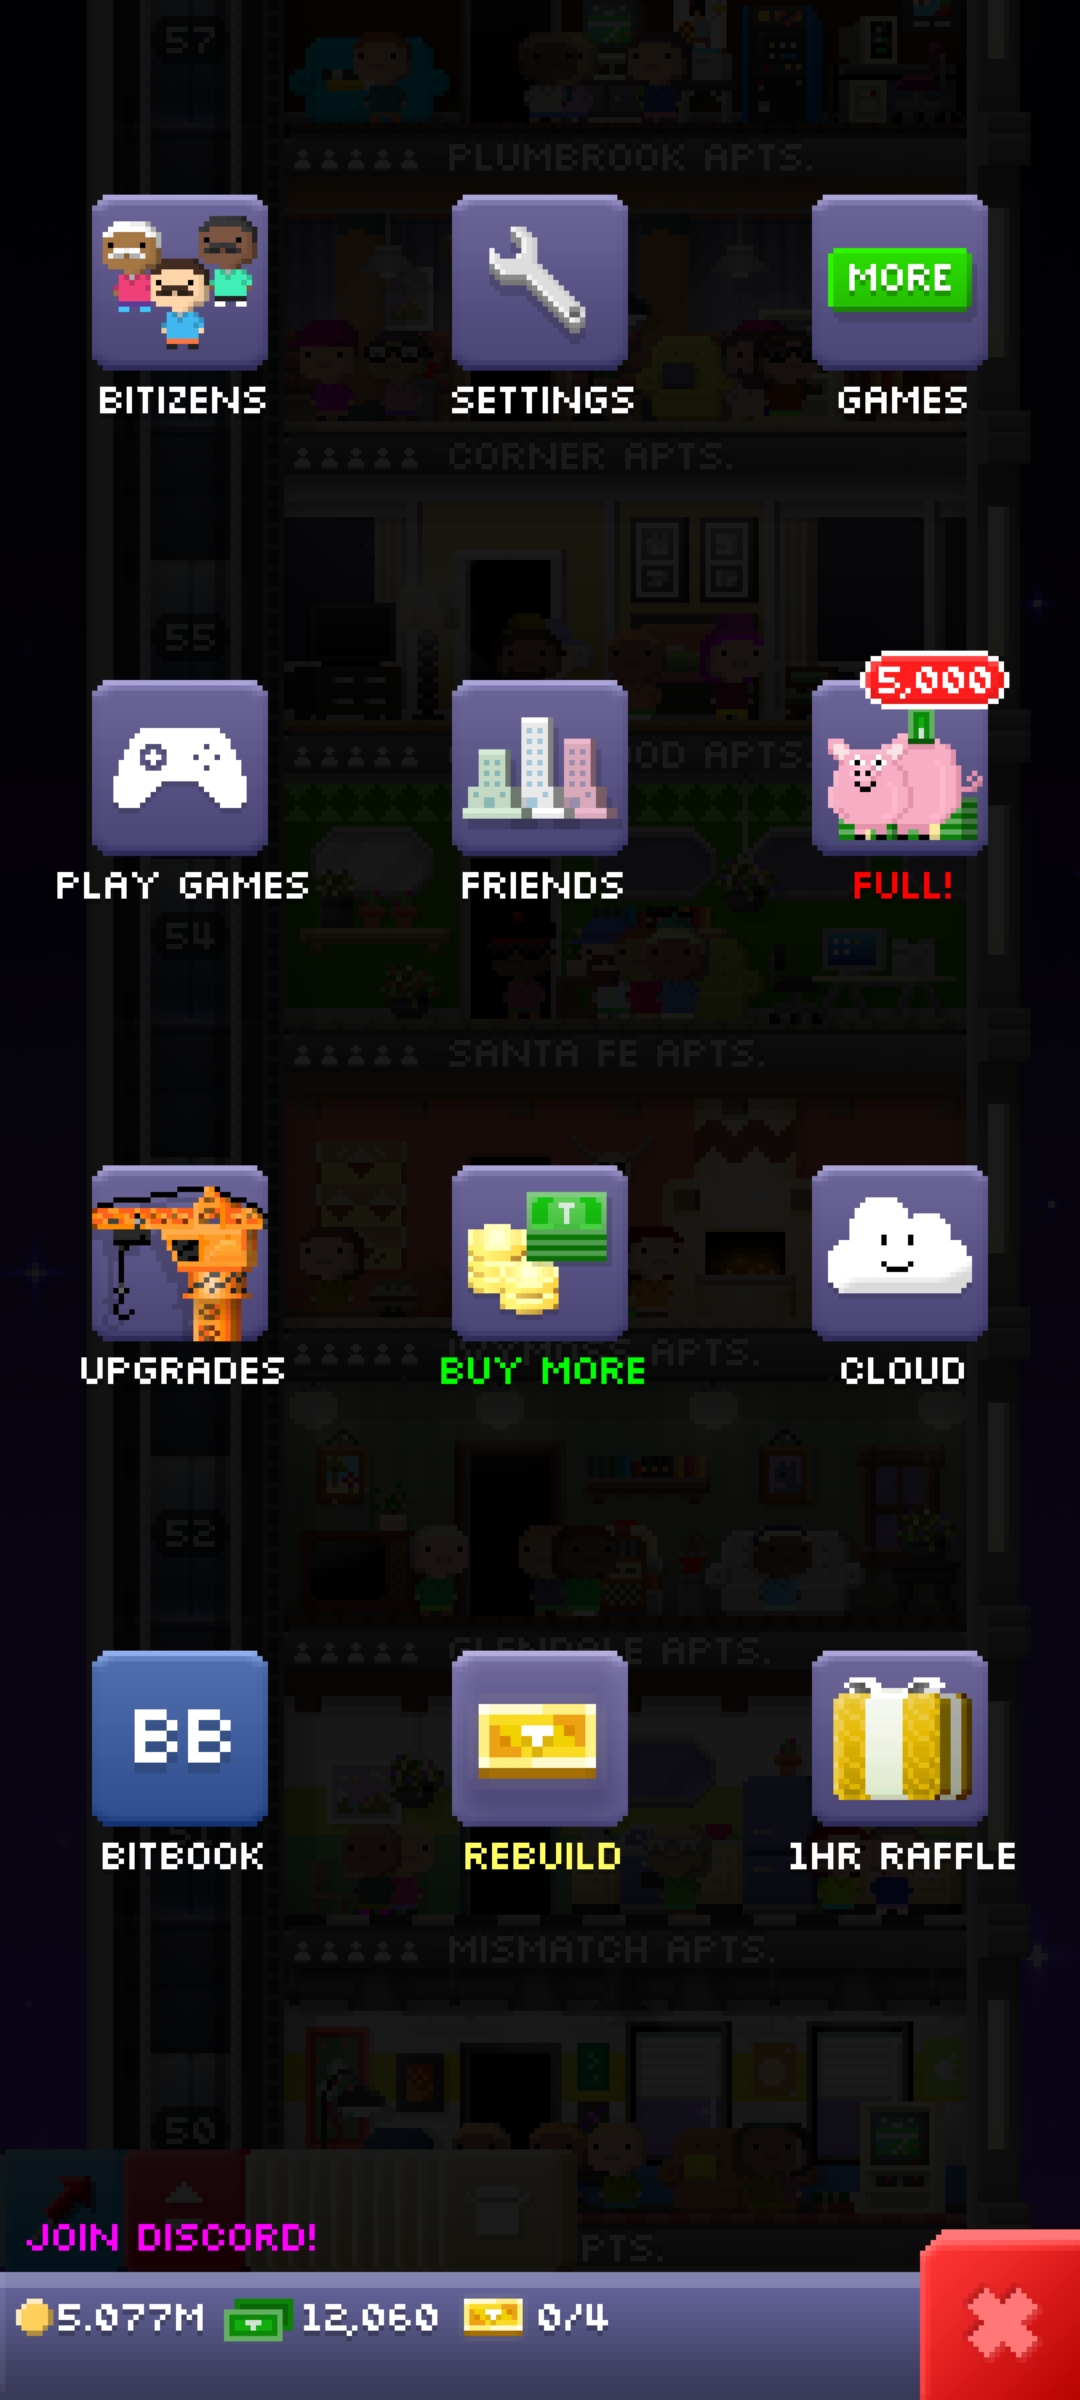 57
PLUMBROOK APTS.
MORE
BITIZENS
SETTINGS
GAMES
CORNER APTS.
55
5,000
OD APTS.
PLAY GAMES
FRIENDS
FULL!
54
SANTA FE APTS.
T
IVYMOSS APTS.
UPGRADES
BUY MORE
CLOUD
52
GLENDALE APTS.
BB
BITBOOK
REBUILD
1HR RAFFLE
MISMATCH APTS.
50
JOIN DISCORD!
PTS.
5.077M
12,060
0/4